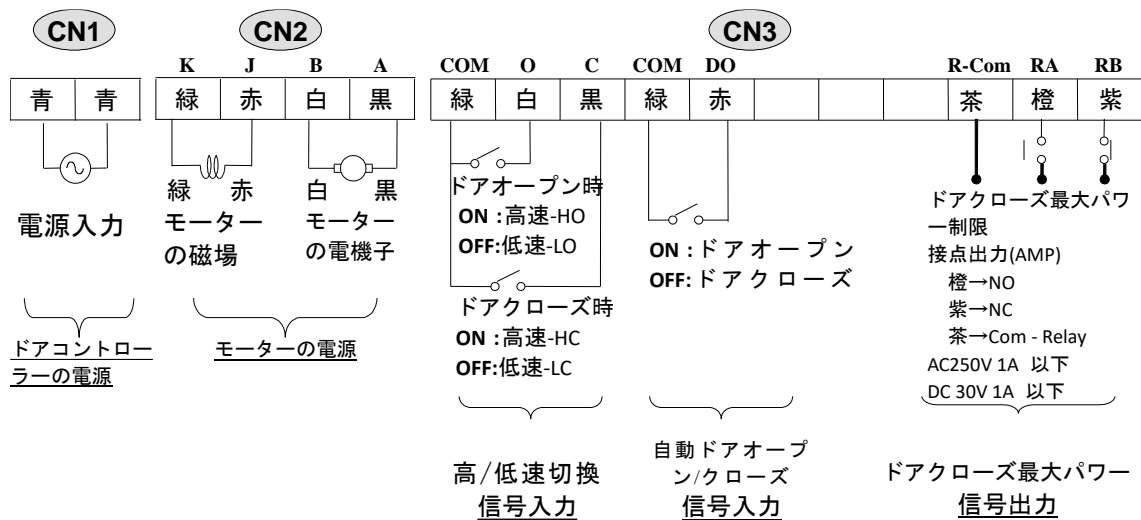 CN1
CN2
CN3
K J B A
COM O C COM DO
R-Com RA RB
青 青
緑 赤 白 黒
緑 白 黒 緑 赤
茶 橙 紫
緑 赤
白 黒
電源入力
モーター
の磁場
モーター
の電機子
ドアオープン時
ON :高速-HO
OFF:低速-LO
ドアクローズ時
ON :高速-HC
OFF:低速-LC
ON :ドアオープン
OFF:ドアクローズ
ドアクローズ最大パワ
ー制限
接点出力(AMP)
橙→NO
紫→NC
茶→Com - Relay
AC250V 1A 以下
DC 30V 1A 以下
ドアコントロー
ラーの電源
モーターの電源
高/低速切換
信号入力
自動ドアオープ
ン/クローズ
信号入力
ドアクローズ最大パワー
信号出力